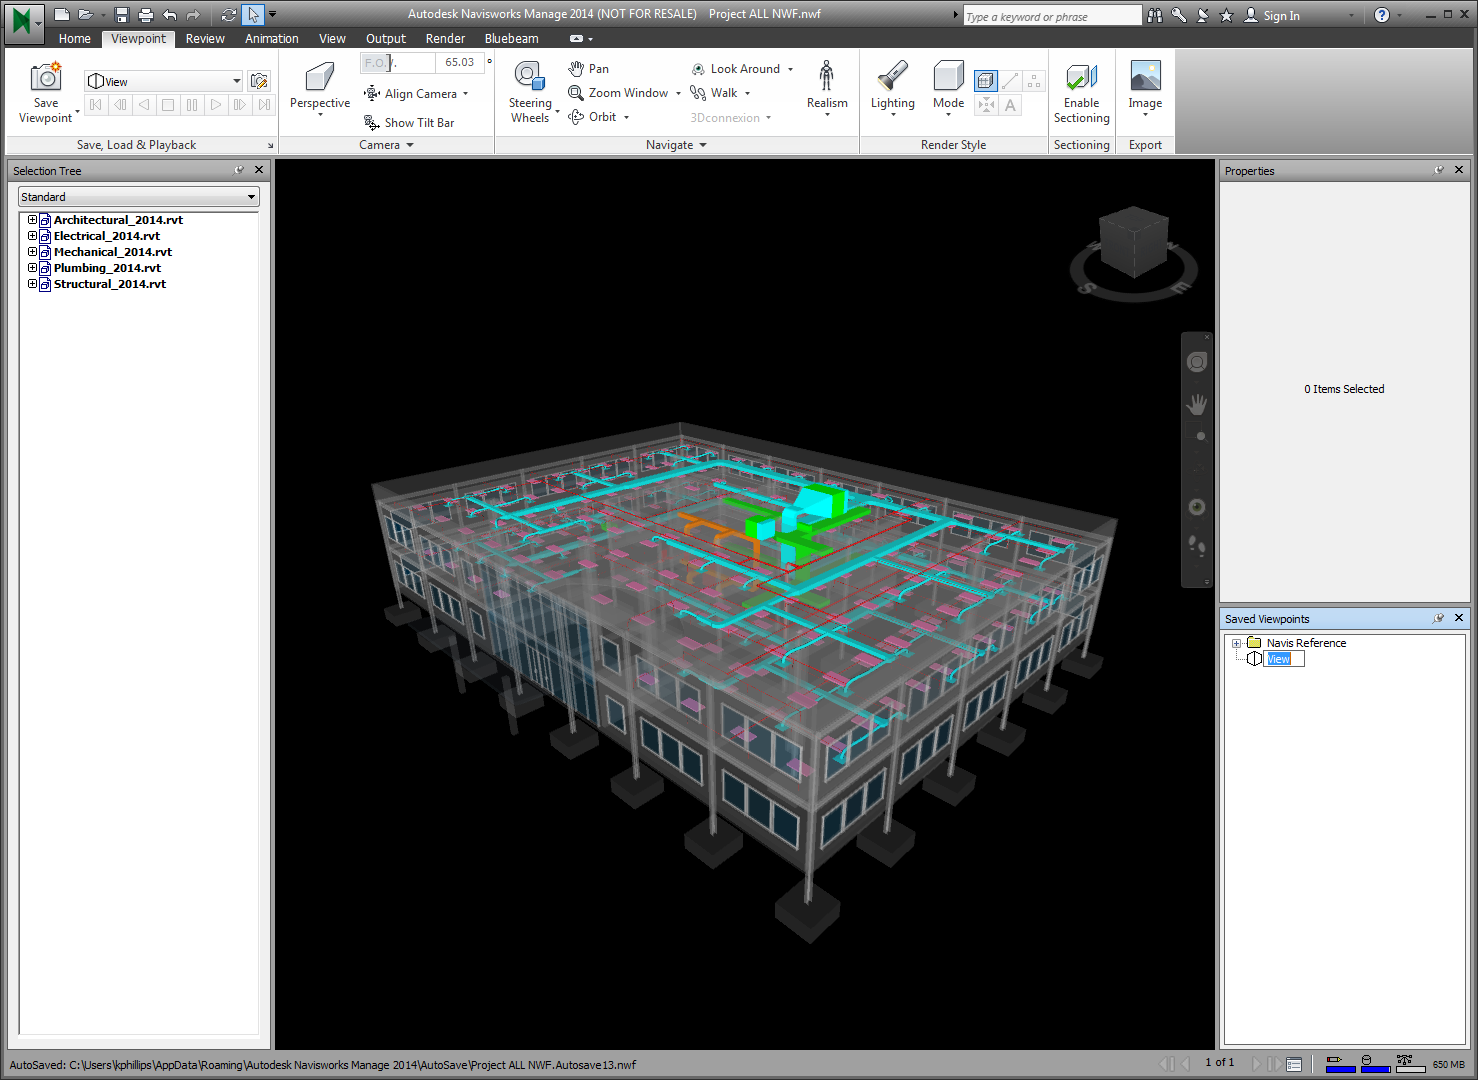 Autodesk Navisworks Manage 2014 (NOT FOR RESALE) Project ALL NWF.nwf
Type a keyword or phrase
Sign In
Home Viewpoint Review Animation View Output Render Bluebeam
Save Viewpoint
View
Perspective
F.O.V.
65.03 °
Align Camera
Show Tilt Bar
Steering Wheels
Pan
Zoom Window
Orbit
Look Around
Walk
3Dconnexion
Realism
Lighting
Mode
A
Enable Sectioning
Image
Save, Load & Playback
Camera
Navigate
Render Style
Sectioning
Export
Selection Tree
Standard
Architectural_2014.rvt
Electrical_2014.rvt
Mechanical_2014.rvt
Plumbing_2014.rvt
Structural_2014.rvt
W N
S E
Properties
0 Items Selected
Saved Viewpoints
Navis Reference
View
AutoSaved: C:\Users\kphillips\AppData\Roaming\Autodesk Navisworks Manage 2014\AutoSave\Project ALL NWF.Autosave13.nwf
1 of 1
650 MB